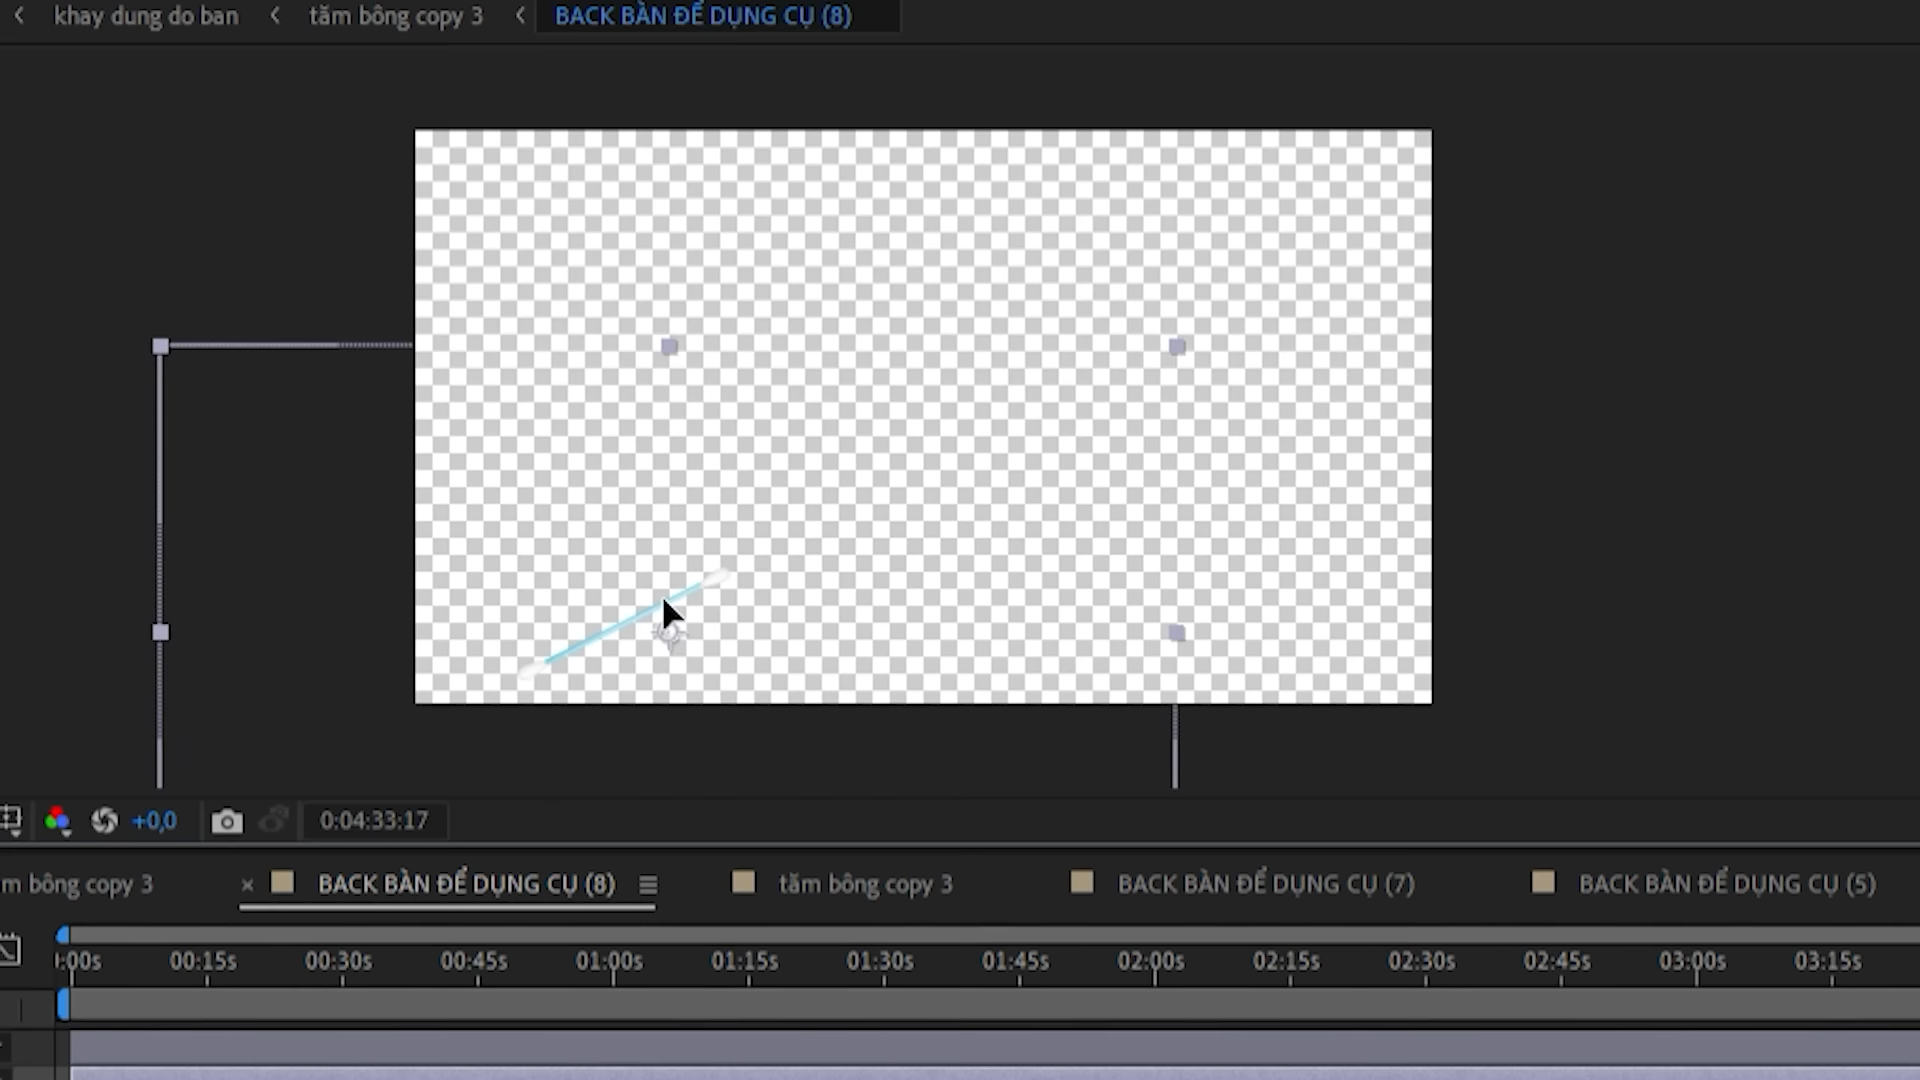 khay dung do ban
tăm bông copy 3
BACK BÀN ĐỂ DỤNG CỤ (8)
+0,0
0:04:33:17
m bông copy 3
BACK BÀN ĐỂ DỤNG CỤ (8)
tăm bông copy 3
BACK BÀN ĐỂ DỤNG CỤ (7)
BACK BÀN ĐỂ DỤNG CỤ (5)
:00s 00:15s 00:30s 00:45s 01:00s 01:15s 01:30s 01:45s 02:00s 02:15s 02:30s 02:45s 03:00s 03:15s